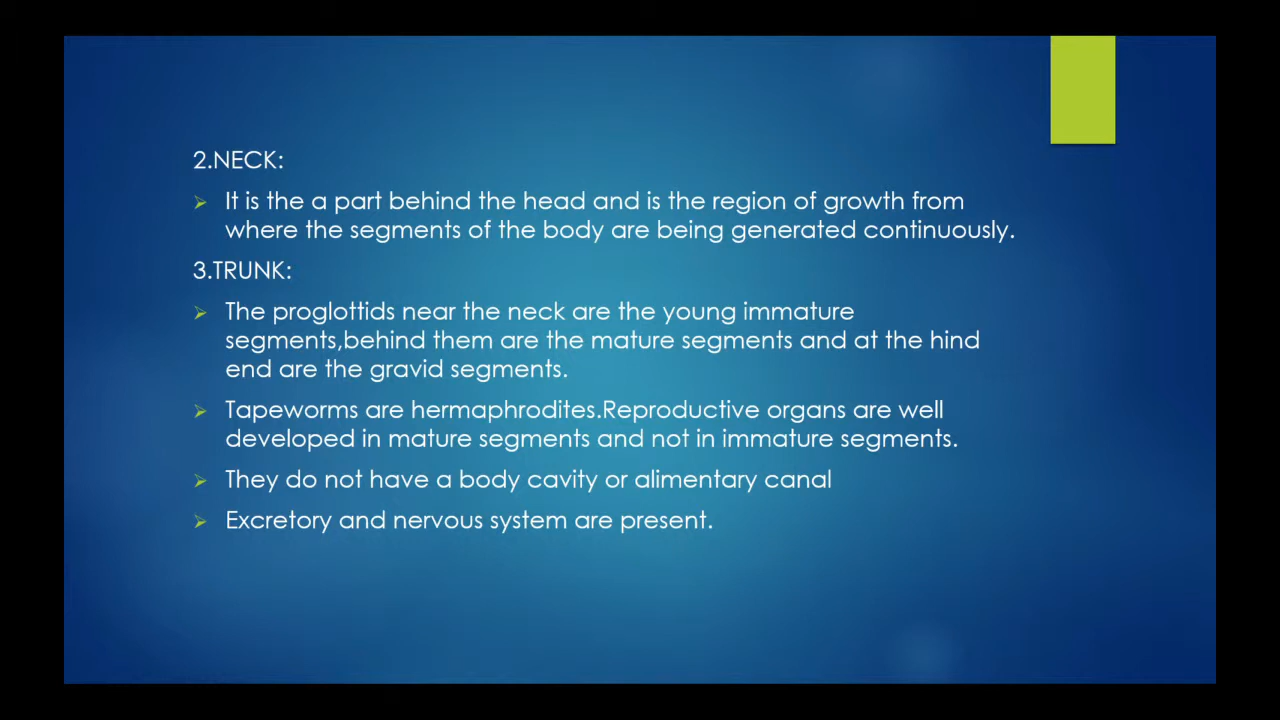 2.NECK:
It is the a part behind the head and is the region of growth from
where the segments of the body are being generated continuously.
3.TRUNK:
The proglottids near the neck are the young immature
segments,behind them are the mature segments and at the hind
end are the gravid segments.
Tapeworms are hermaphrodites.Reproductive organs are well
developed in mature segments and not in immature segments.
They do not have a body cavity or alimentary canal
Excretory and nervous system are present.